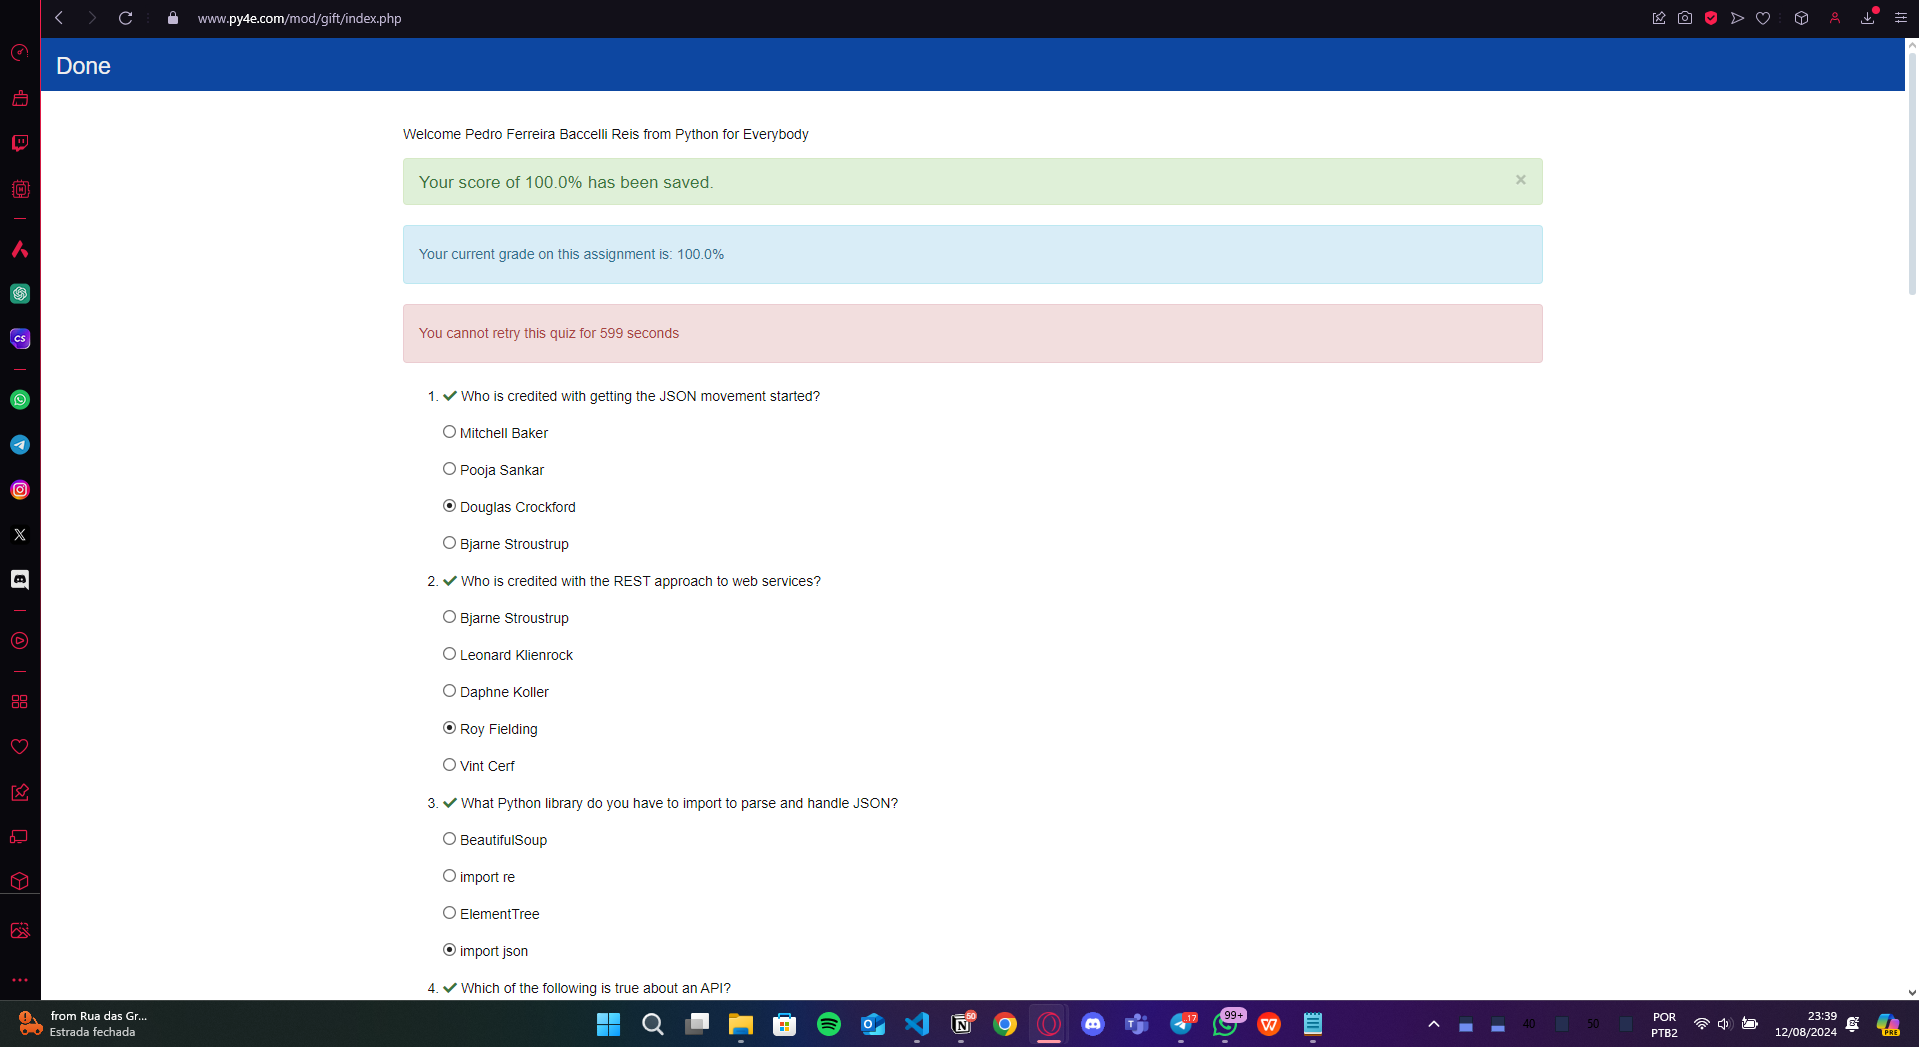 www.py4e.com/mod/gift/index.php
Done
Welcome Pedro Ferreira Baccelli Reis from Python for Everybody
Your score of 100.0% has been saved.
×
Your current grade on this assignment is: 100.0%
You cannot retry this quiz for 599 seconds
1. Who is credited with getting the JSON movement started?
Mitchell Baker
Pooja Sankar
Douglas Crockford
Bjarne Stroustrup
2. Who is credited with the REST approach to web services?
Bjarne Stroustrup
Leonard Klienrock
Daphne Koller
Roy Fielding
Vint Cerf
3. What Python library do you have to import to parse and handle JSON?
BeautifulSoup
import re
ElementTree
import json
4. Which of the following is true about an API?
CS
from Rua das Gr...
Estrada fechada
60
17
99+
40
50
POR
PTB2
23:39
12/08/2024
PRE